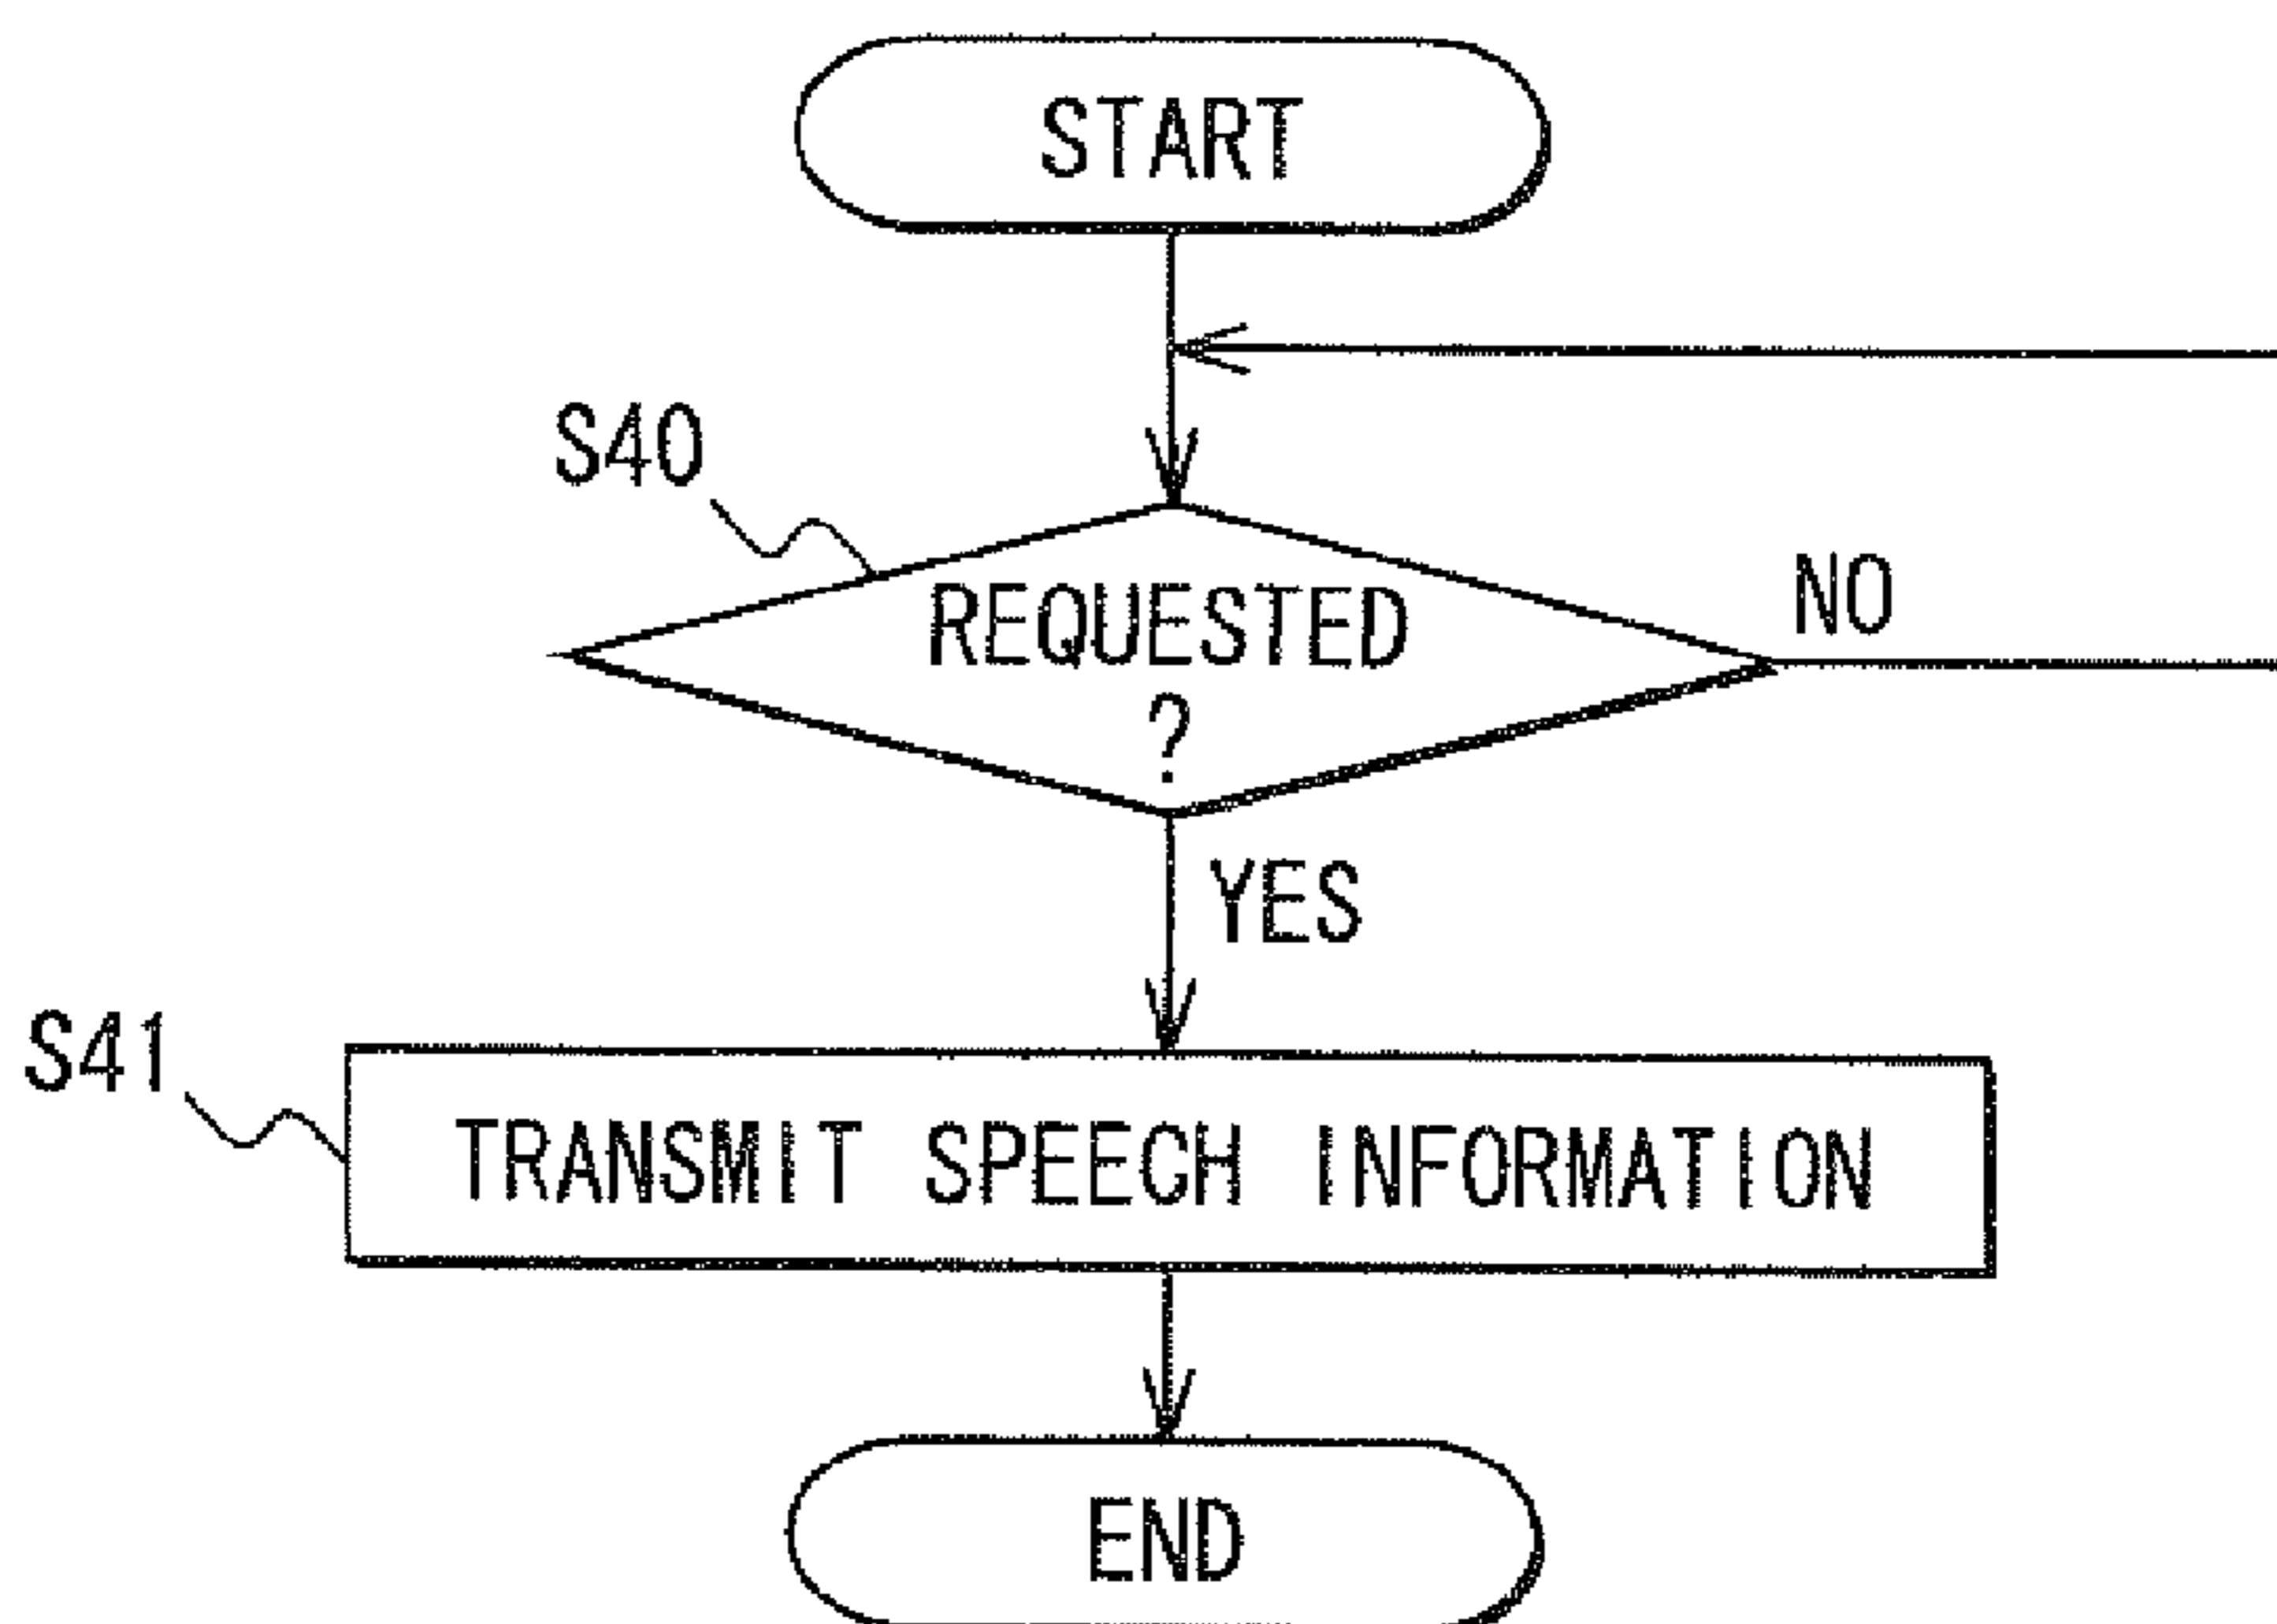 START
S40
REQUESTED
?
NO
YES
S41
TRANSMIT SPEECH INFORMATION
END